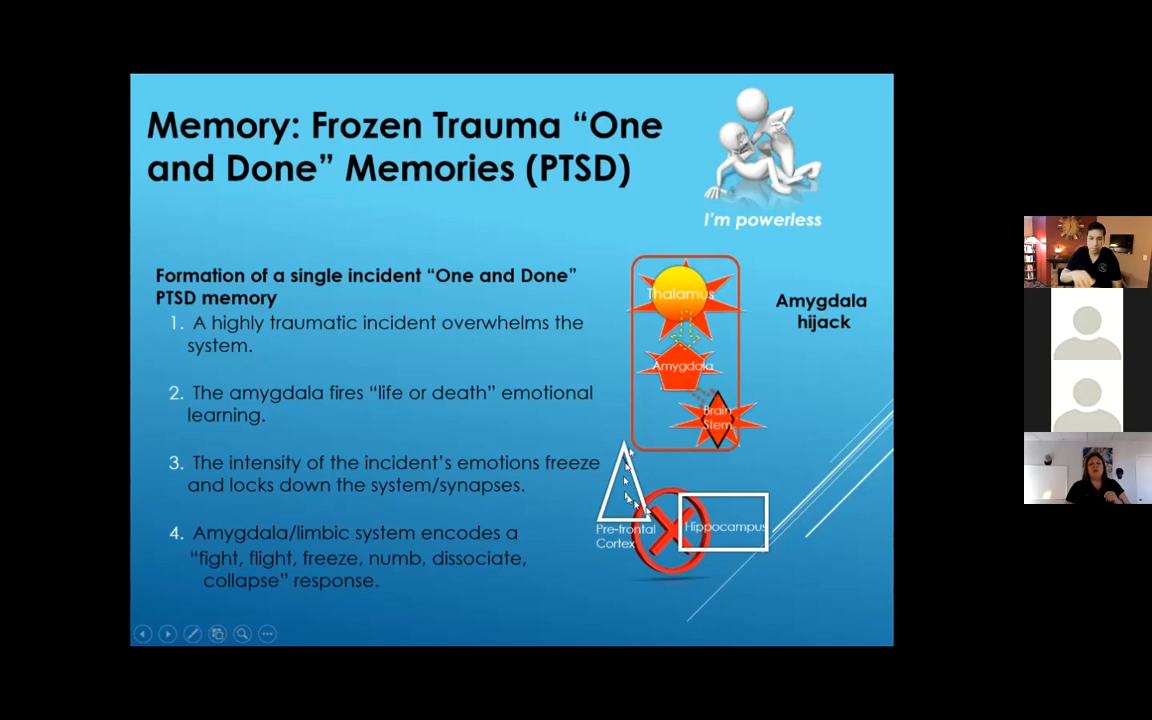 Memory: Frozen Trauma “One
and Done” Memories (PTSD)
I’m powerless
Formation of a single incident “One and Done”
PTSD memory
1. A highly traumatic incident overwhelms the
system.
2. The amygdala fires “life or death” emotional
learning.
3. The intensity of the incident’s emotions freeze
and locks down the system/synapses.
4. Amygdala/limbic system encodes a
“fight, flight, freeze, numb, dissociate,
collapse” response.
Thalamus
Amygdala
Brain
Stem
Amygdala
hijack
Pre-frontal
Cortex
Hippocampus